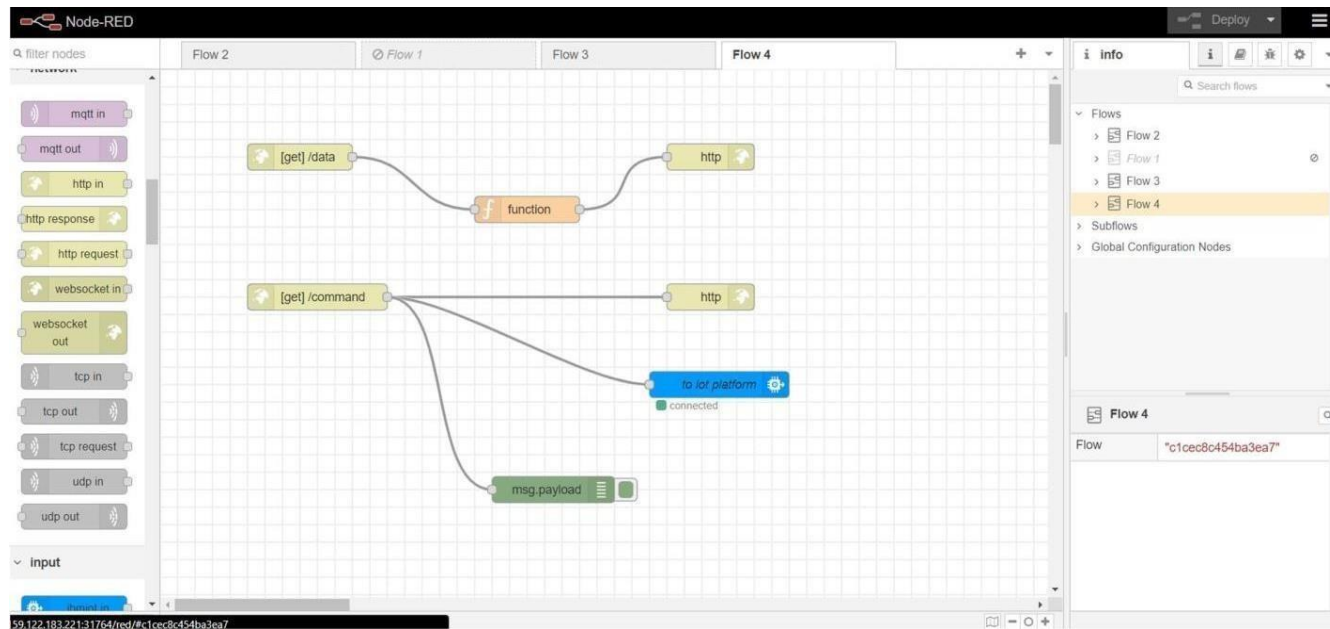 Node-RED
Deploy
filter nodes
Flow 2
Flow 1
Flow 3
Flow 4
info
Search flows
network
mqtt in
mqtt out
http in
http response
http request
websocket in
websocket
out
tcp in
tcp out
tcp request
udp in
udp out
input
ibmiot in
[get] /data
function
http
[get] /command
http
to iot platform
connected
msg.payload
Flows
Flow 2
Flow 1
Flow 3
Flow 4
Subflows
Global Configuration Nodes
Flow 4
Flow
"c1cec8c454ba3ea7"
59.122.183.221:31764/red/#c1cec8c454ba3ea7